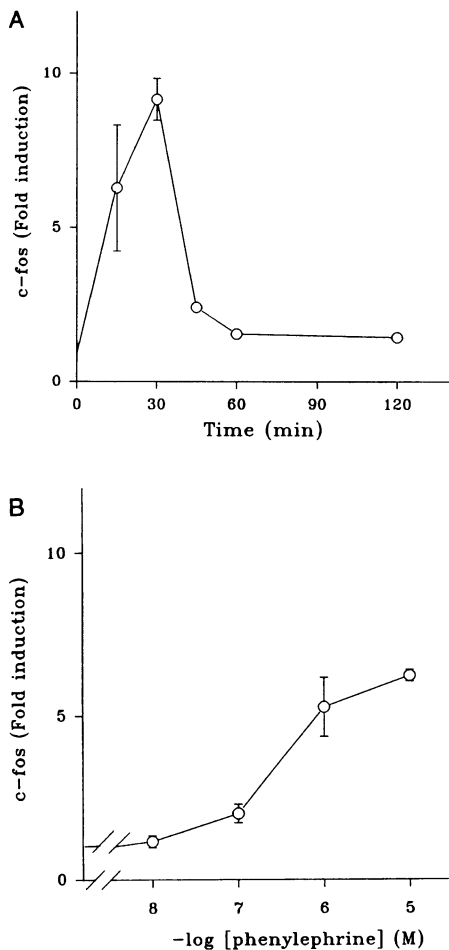 A
10
5
0
c-fos (Fold induction)
0 30 60 90 120
Time (min)
B
10
5
0
c-fos (Fold induction)
8 7 6 5
-log [phenylephrine] (M)